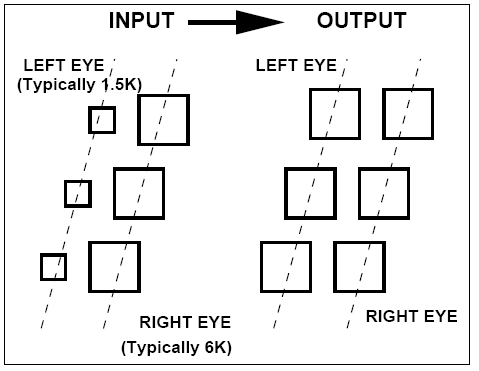 INPUT OUTPUT
LEFT EYE
(Typically 1.5K)
LEFT EYE
RIGHT EYE
(Typically 6K)
RIGHT EYE